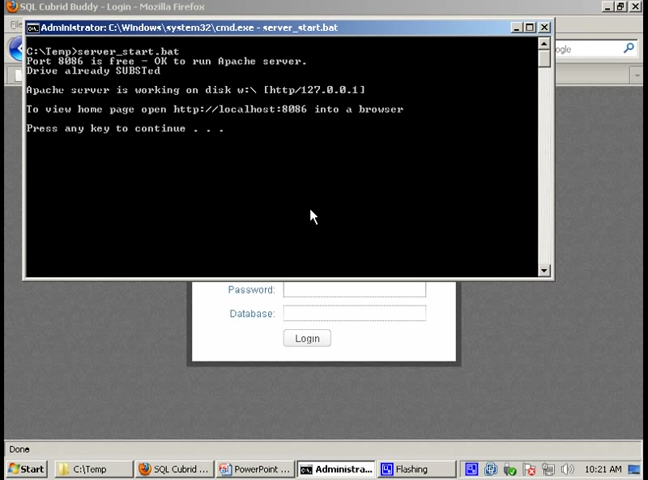 SQL Cubrid Buddy - Login - Mozilla Firefox
Administrator: C:\Windows\system32\cmd.exe - server_start.bat
C:\Temp>server_start.bat
Port 8086 is free - OK to run Apache server.
Drive already SUBSTed
Apache server is working on disk w:\ [http/127.0.0.1]
To view home page open http://localhost:8086 into a browser
Press any key to continue . . .
Password:
Database:
Login
Done
Start
C:\Temp
SQL Cubrid ...
PowerPoint ...
Administra...
Flashing
10:21 AM